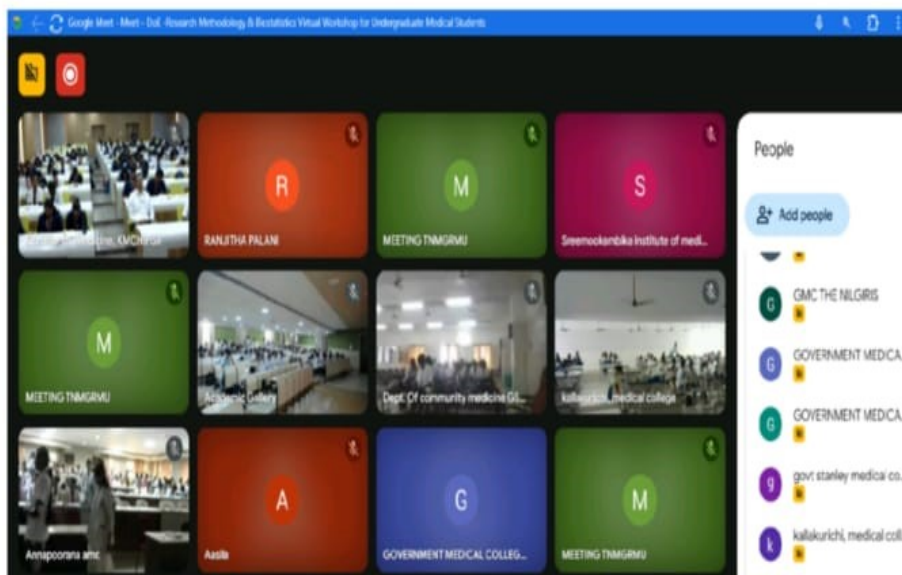 Google Meet - Meet - DoE -Research Methodology & Biostatistics Virtual Workshop for Undergraduate Medical Students
People
Add people
RANJITHA PALANI
MEETING TNMGRMU
Sreemookambika Institute of medi...
MEETING TNMGRMU
Academic Gallery
Dept. Of community medicine
kallakurichi, medical college
Annapoorana
Aasila
GOVERNMENT MEDICAL COLLEG...
MEETING TNMGRMU
R
M
S
M
A
G
M
G
GMC THE NILGIRIS
G
GOVERNMENT MEDICA
G
GOVERNMENT MEDICA
g
govt stanley medical co.
k
kallakurichi, medical coll